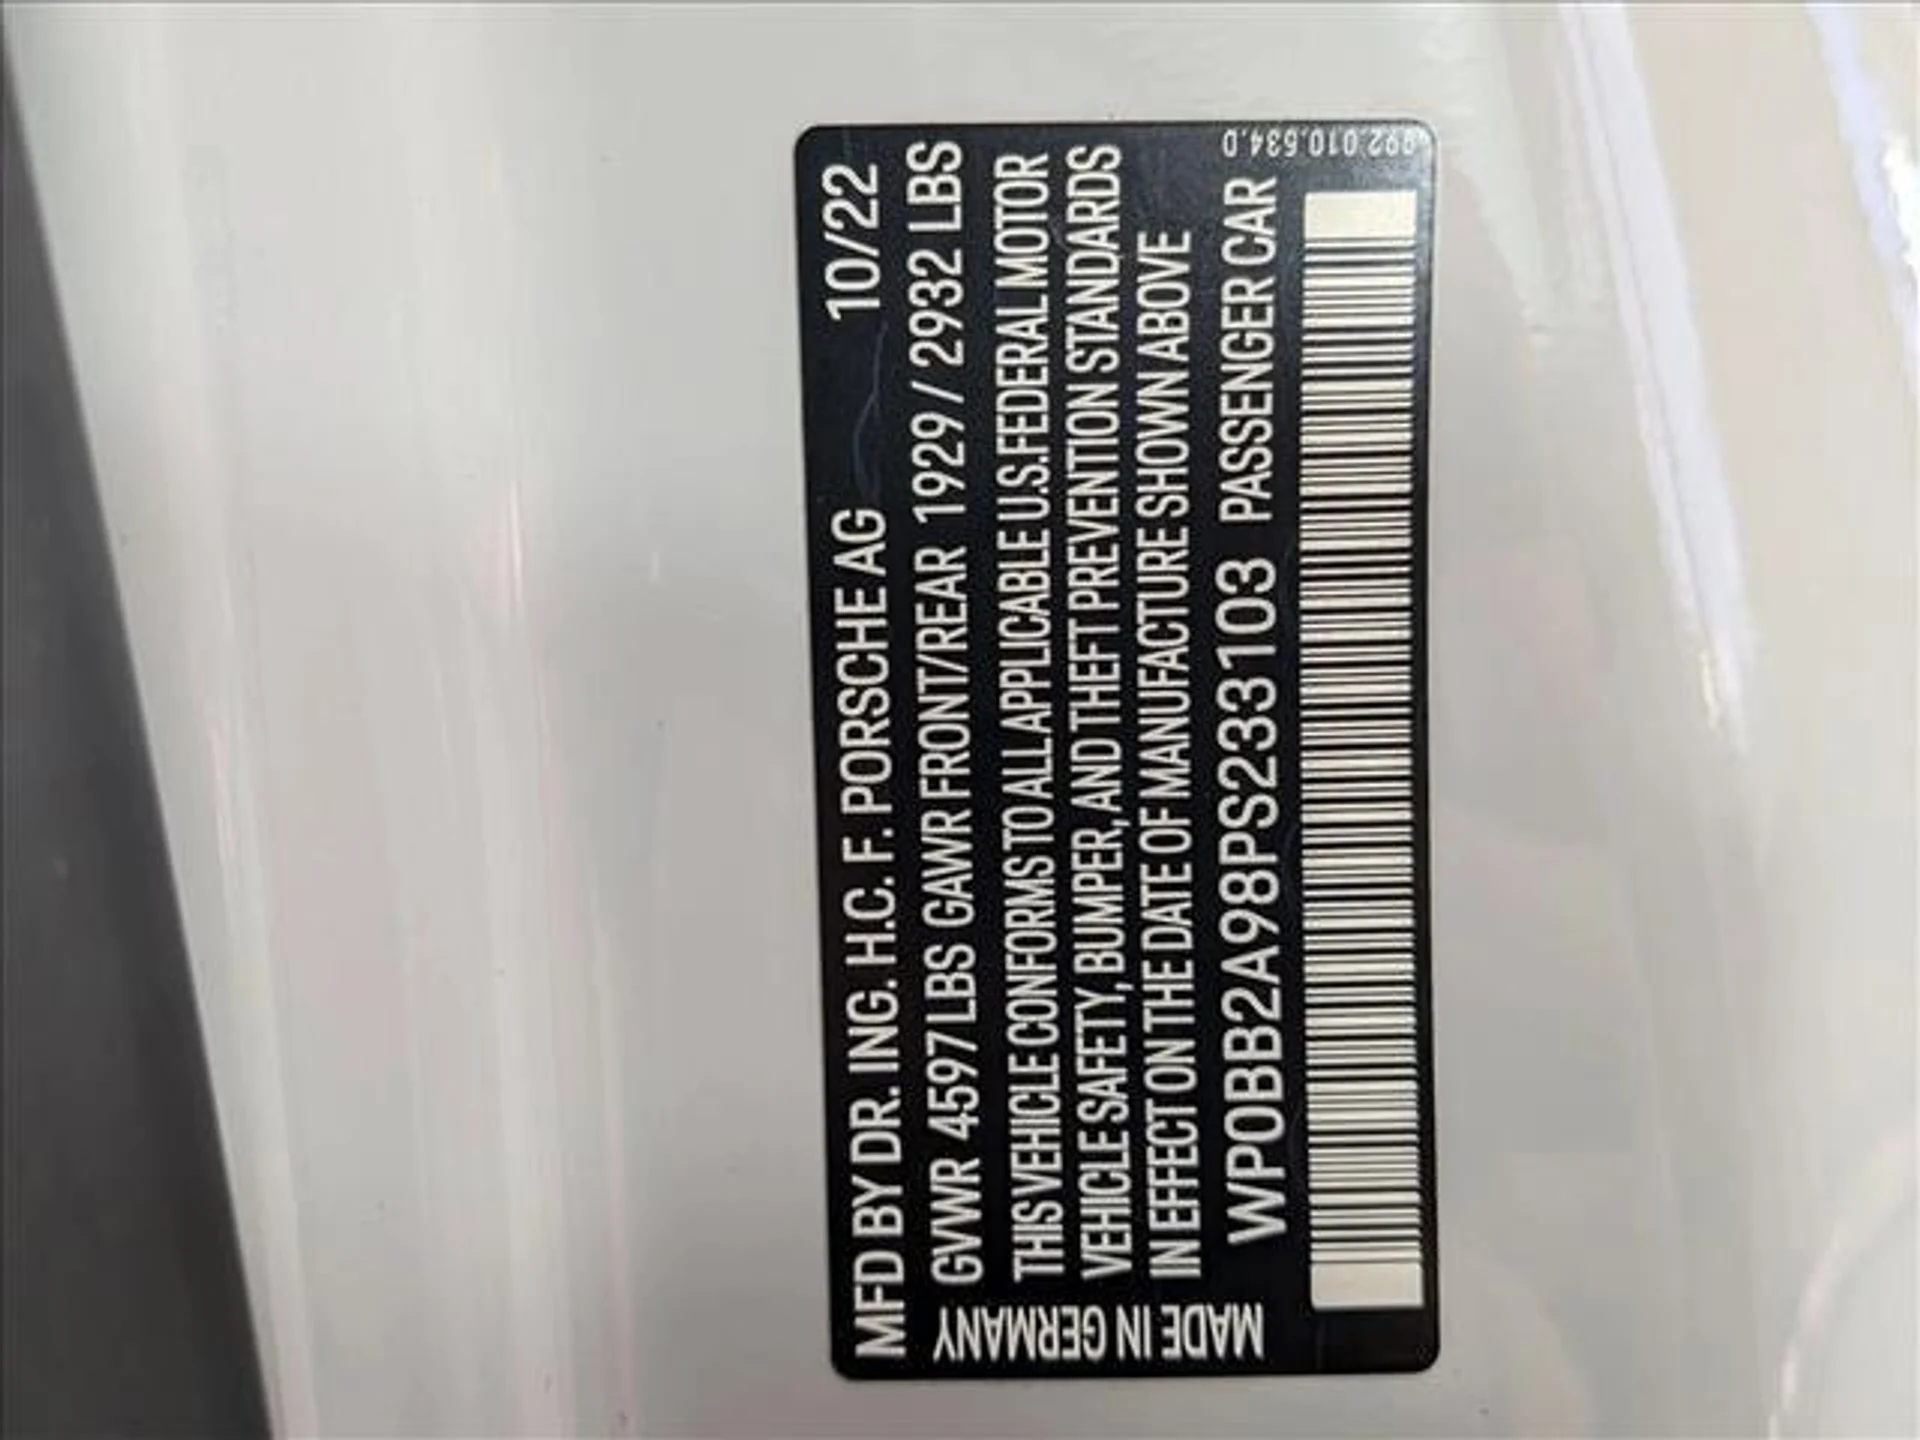 MFD BY DR. ING. H.C. F. PORSCHE AG 10/22
GVWR 4597 LBS GAWR FRONT/REAR 1929 / 2932 LBS
THIS VEHICLE CONFORMS TO ALL APPLICABLE U.S. FEDERAL MOTOR
VEHICLE SAFETY, BUMPER, AND THEFT PREVENTION STANDARDS
IN EFFECT ON THE DATE OF MANUFACTURE SHOWN ABOVE
WP0BB2A98PS233103 PASSENGER CAR
MADE IN GERMANY
992.010.534.D